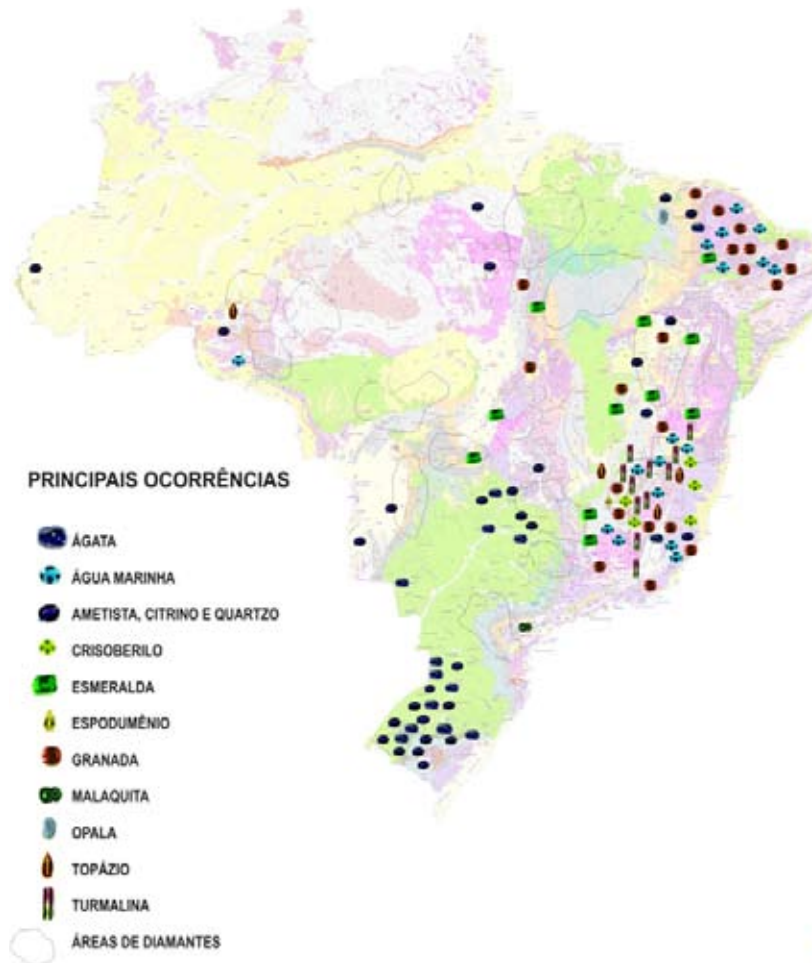 PRINCIPAIS OCORRÊNCIAS
ÁGATA
ÁGUA MARINHA
AMETISTA, CITRINO E QUARTZO
CRISOBERILO
ESMERALDA
ESPODUMÊNIO
GRANADA
MALAQUITA
OPALA
TOPÁZIO
TURMALINA
ÁREAS DE DIAMANTES